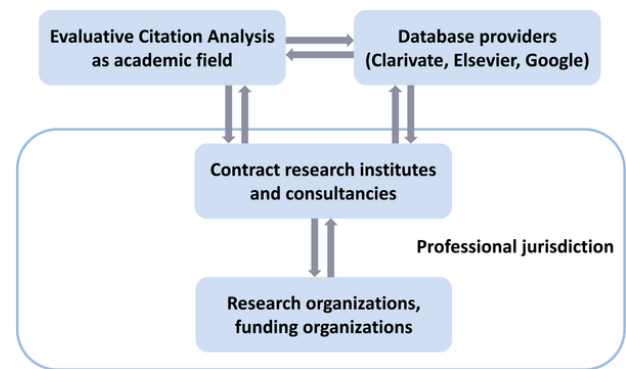 Evaluative Citation Analysis
as academic field
Database providers
(Clarivate, Elsevier, Google)
Contract research institutes
and consultancies
Professional jurisdiction
Research organizations,
funding organizations